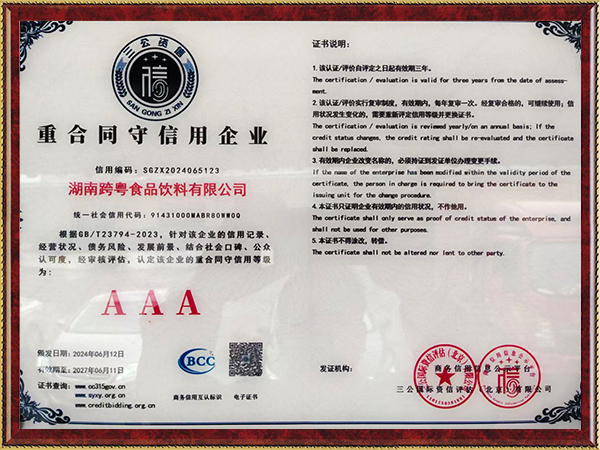 三公资信
SAN GONG ZI XIN
重合同守信用企业
信用编码：SGZX2024065123
湖南跨粤食品饮料有限公司
统一社会信用代码：91431000MABR80NW0Q
根据GB/T23794-2023，针对该企业的信用记录、
经营状况、债务风险、发展前景、结合社会口碑、公众
认可度，经审核评估，认定该企业的重合同守信用等级
为：
AAA
颁发日期：2024年06月12日
有效期至：2027年06月11日
证书查询：www.cc315gov.cn
www.syxy.org.cn
www.creditbidding.org.cn
BCC
商务信用互认标识
电子证书
证书说明：
1.该认证/评价自评定之日起有效期三年。
The certification / evaluation is valid for three years from the date of assess-
ment.
2.该认证/评价实行复审制度，有效期内，每年复审一次。经复审合格的，可继续使用；信
用状况发生变化的，需要重新评定信用等级并更换证书。
The certification / evaluation is reviewed yearly/on an annual basis; If the
credit status changes, the credit rating shall be re-evaluated and the certificate
shall be replaced.
3.有效期内企业改变名称的，必须持证到发证单位办理变更手续。
If the name of the enterprise has been modified within the validity period of the
certificate, the person in charge is required to bring the certificate to the
issuing unit for the change procedure.
4.本证书只证明企业有效期内的信用状况，不作他用。
The certificate shall only serve as proof of credit status of the enterprise, and
shall not be used for other purposes.
5.本证书不得涂改，转借。
The certificate shall not be altered nor lent to other party.
发证机构：
商务信用信息公示平台
三公国际资信评估（北京）有限公司